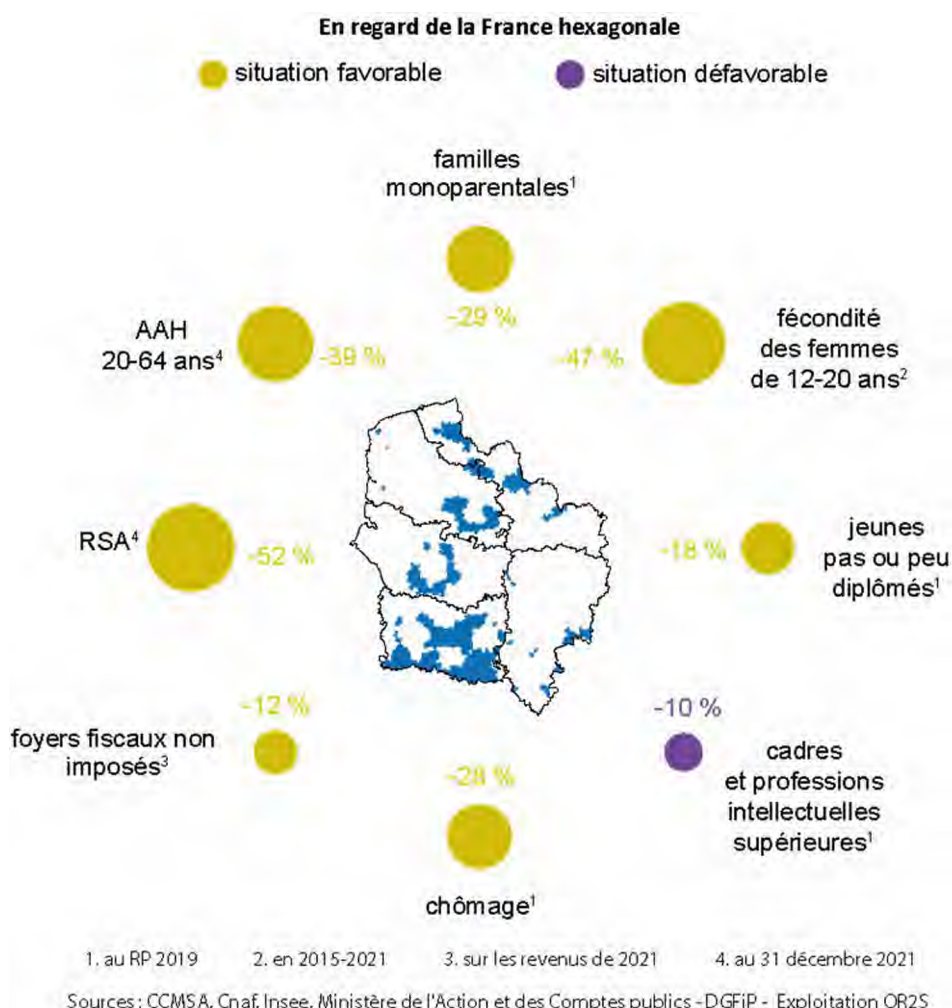 En regard de la France hexagonale
situation favorable
situation défavorable
familles
monoparentales¹
-29 %
AAH
20-64 ans⁴
-39 %
-47 %
fécondité
des femmes
de 12-20 ans²
RSA⁴
-52 %
-18 %
jeunes
pas ou peu
diplômés¹
-12 %
foyers fiscaux non
imposés³
-10 %
cadres
et professions
intellectuelles
supérieures¹
-28 %
chômage¹
1. au RP 2019 2. en 2015-2021 3. sur les revenus de 2021 4. au 31 décembre 2021
Sources : CCMSA, Cnaf, Insee, Ministère de l'Action et des Comptes publics - DGFiP - Exploitation OR2S